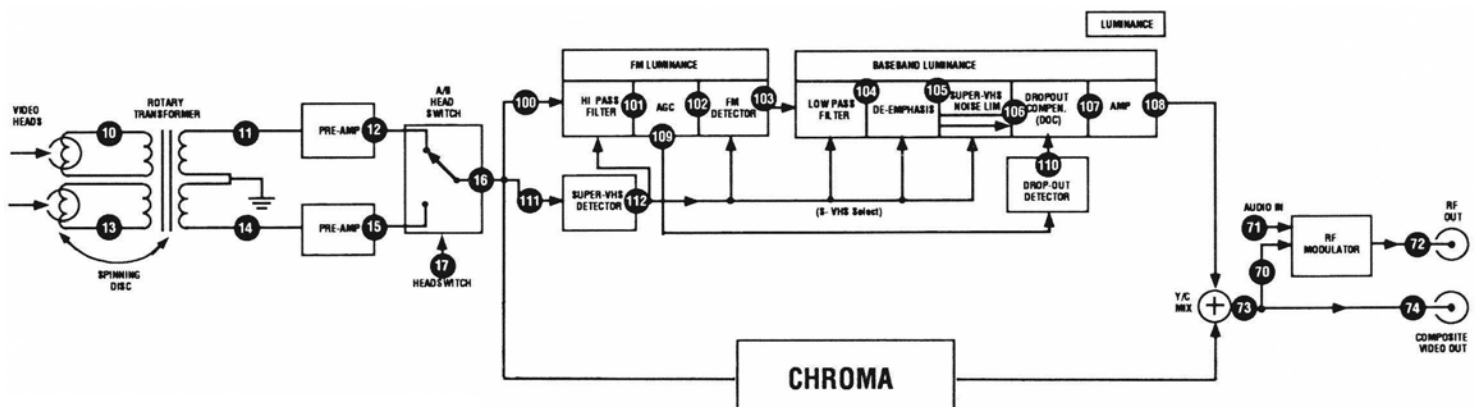 LUMINANCE
FM LUMINANCE
BASEBAND LUMINANCE
VIDEO
HEADS
ROTARY
TRANSFORMER
A/B
HEAD
SWITCH
10
11
PRE-AMP
12
13
14
PRE-AMP
15
16
17
HEADSWITCH
SPINNING
DISC
100
HI PASS
FILTER
101
AGC
102
FM
DETECTOR
103
109
LOW PASS
FILTER
104
DE-EMPHASIS
105
SUPER-VHS
NOISE LIM
106
DROPOUT
COMPEN.
(DOC)
107
AMP
108
111
SUPER-VHS
DETECTOR
112
(S- VHS Select)
110
DROP-OUT
DETECTOR
AUDIO IN
71
RF
MODULATOR
72
RF
OUT
70
Y/C
MIX
73
74
COMPOSITE
VIDEO OUT
CHROMA